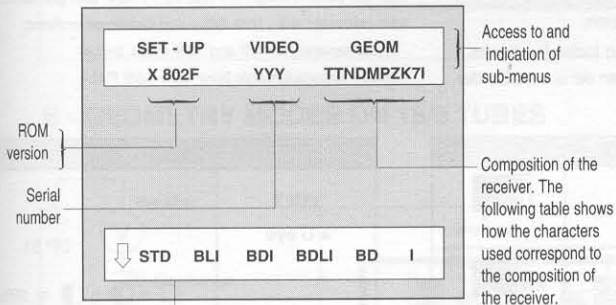 SET - UP VIDEO GEOM
X 802F YYY TTNDMPZK7I
Access to and
indication of
sub-menus
ROM
version
Serial
number
Composition of the
receiver. The
following table shows
how the characters
used correspond to
the composition of
the receiver.
STD BLI BDI BDLI BD I